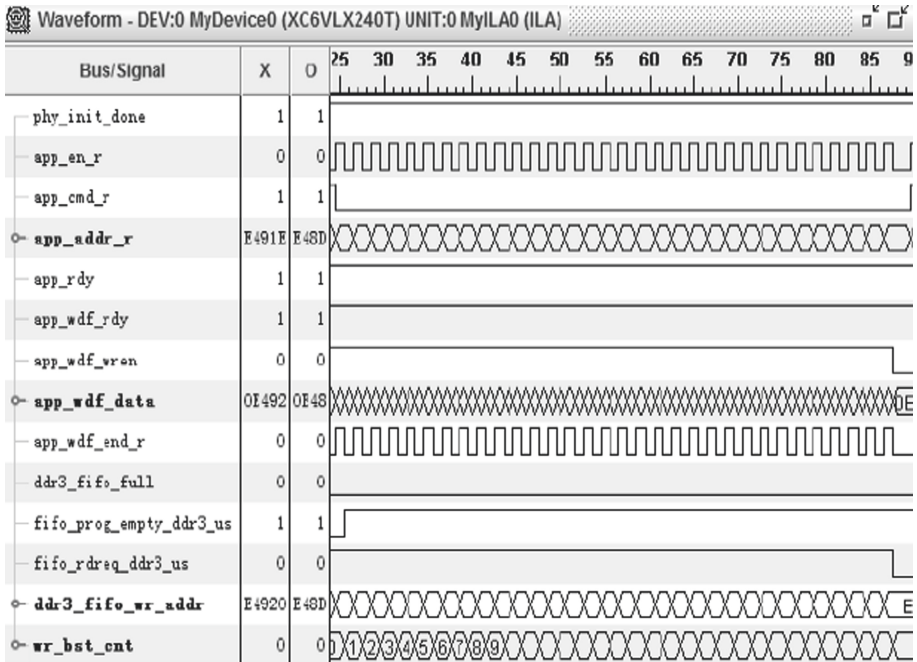 Waveform - DEV:0 MyDevice0 (XC6VLX240T) UNIT:0 MyILA0 (ILA)
Bus/Signal X O 25 30 35 40 45 50 55 60 65 70 75 80 85 9
phy_init_done 1 1
app_en_r 0 0
app_cmd_r 1 1
app_addr_r E491E E48D
app_rdy 1 1
app_wdf_rdy 1 1
app_wdf_wren 0 0
app_wdf_data 0E492 0E48 0E
app_wdf_end_r 0 0
ddr3_fifo_full 0 0
fifo_prog_empty_ddr3_us 1 1
fifo_rdreq_ddr3_us 0 0
ddr3_fifo_wr_addr E4920 E48D E
wr_bst_cnt 0 0 0 1 2 3 4 5 6 7 8 9